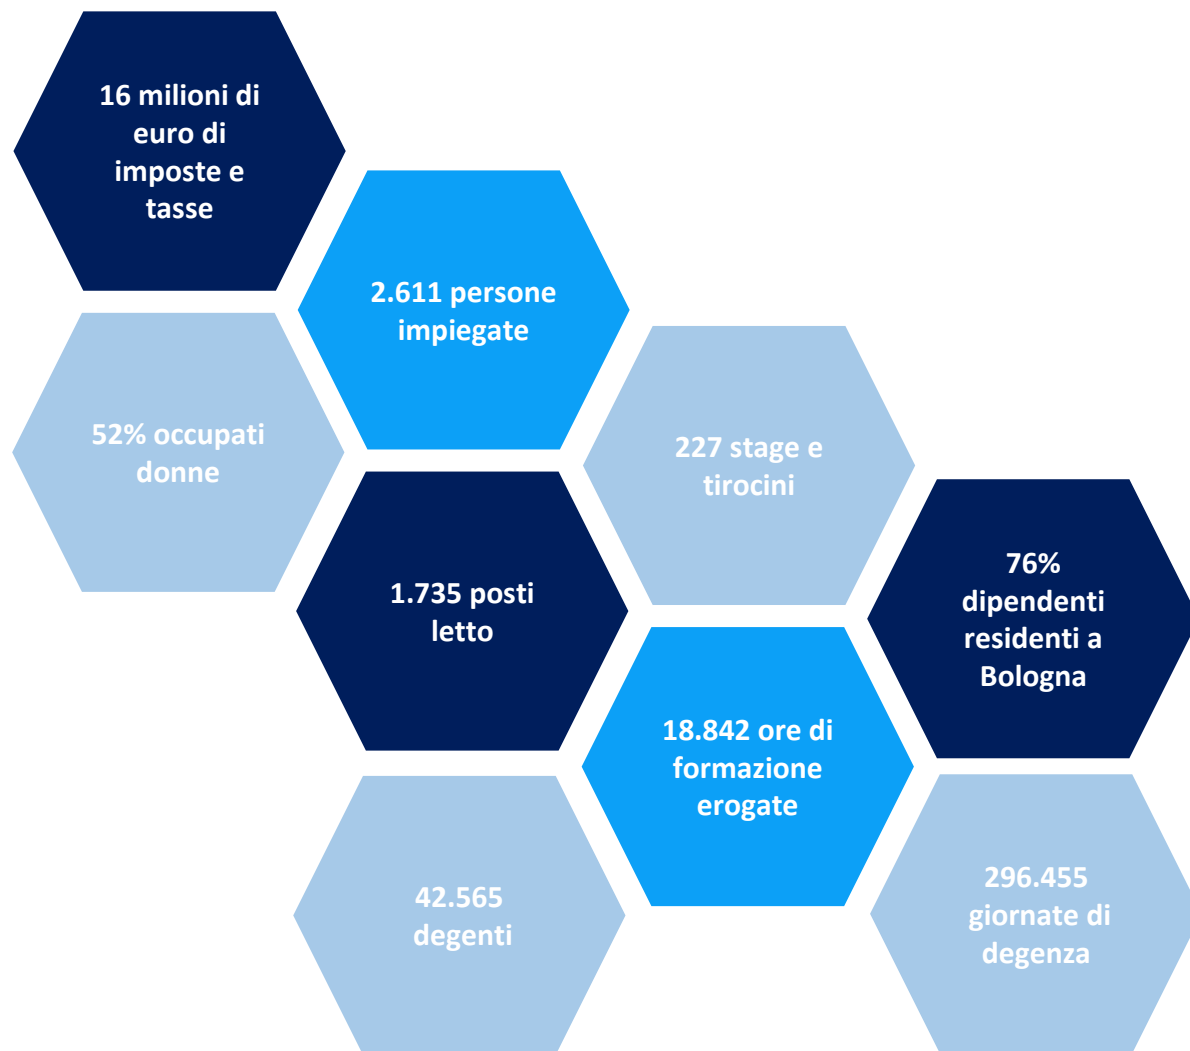 16 milioni di
euro di
imposte e
tasse
2.611 persone
impiegate
52% occupati
donne
227 stage e
tirocini
1.735 posti
letto
76%
dipendenti
residenti a
Bologna
18.842 ore di
formazione
erogate
42.565
degenti
296.455
giornate di
degenza